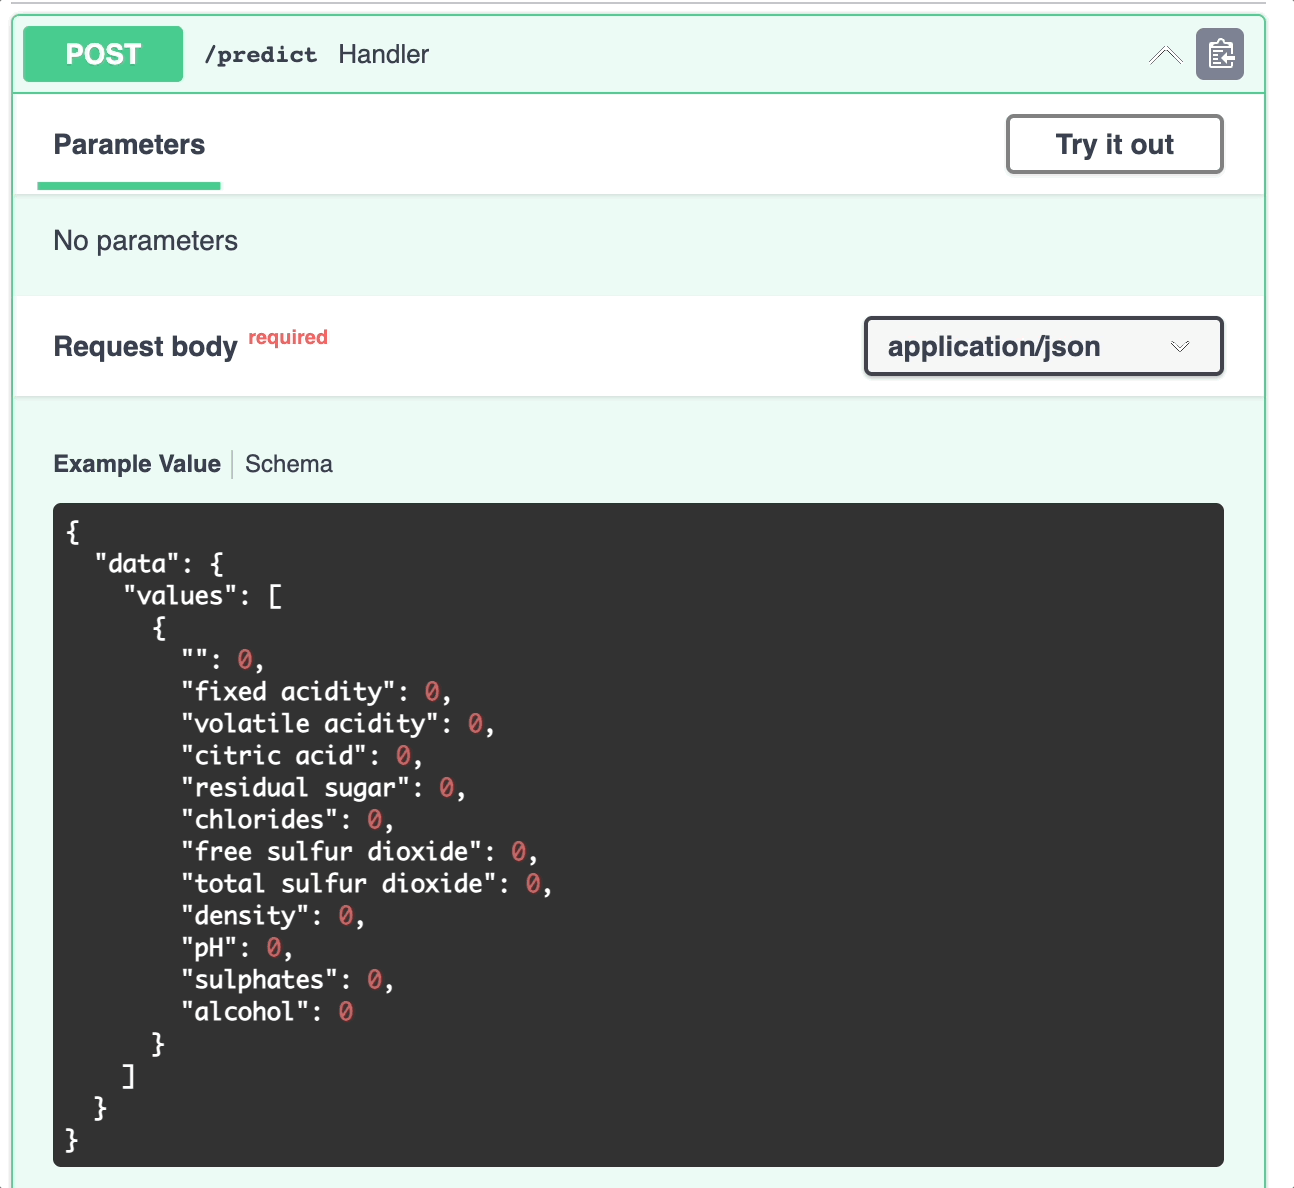 POST /predict Handler
Parameters Try it out
No parameters
Request body required application/json
Example Value Schema
{
  "data": {
    "values": [
      {
        "": 0,
        "fixed acidity": 0,
        "volatile acidity": 0,
        "citric acid": 0,
        "residual sugar": 0,
        "chlorides": 0,
        "free sulfur dioxide": 0,
        "total sulfur dioxide": 0,
        "density": 0,
        "pH": 0,
        "sulphates": 0,
        "alcohol": 0
      }
    ]
  }
}